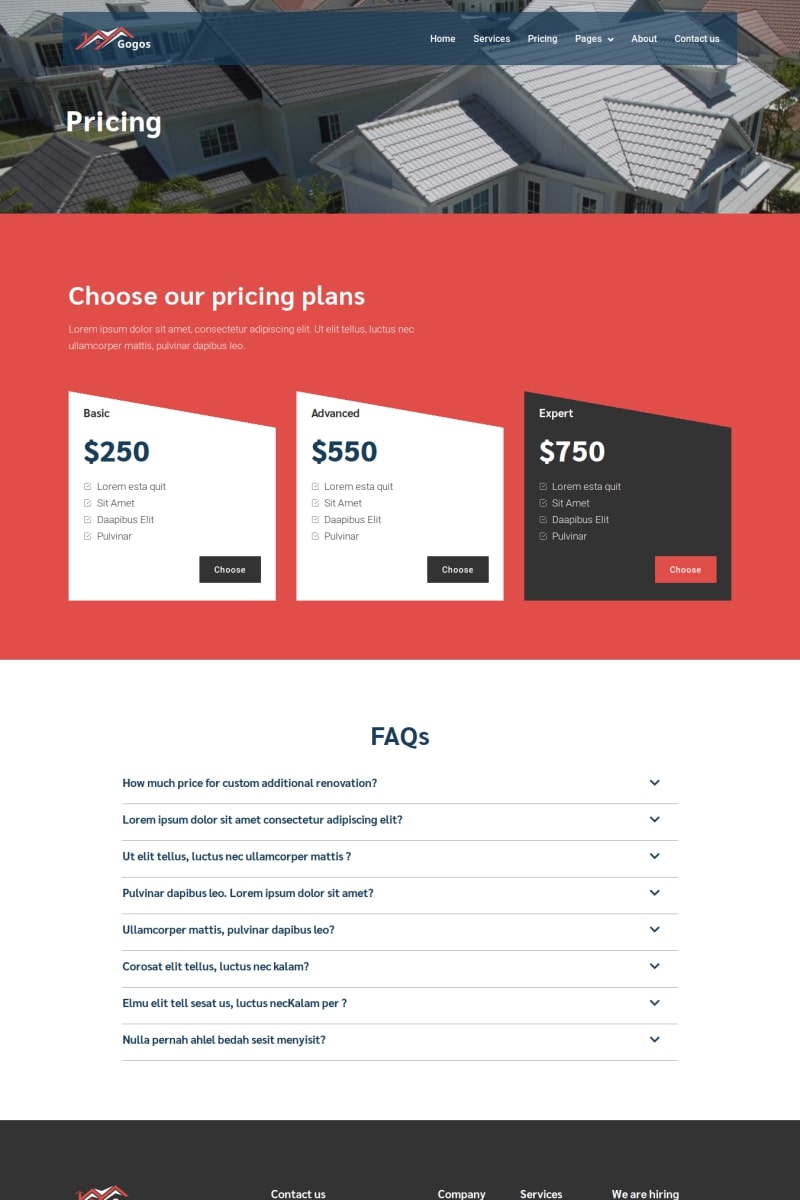 Gogos
Home Services Pricing Pages About Contact us
Pricing
Choose our pricing plans
Lorem ipsum dolor sit amet, consectetur adipiscing elit. Ut elit tellus, luctus nec
ullamcorper mattis, pulvinar dapibus leo.
Basic
$250
Lorem esta quit
Sit Amet
Daapibus Elit
Pulvinar
Choose
Advanced
$550
Lorem esta quit
Sit Amet
Daapibus Elit
Pulvinar
Choose
Expert
$750
Lorem esta quit
Sit Amet
Daapibus Elit
Pulvinar
Choose
FAQs
How much price for custom additional renovation?
Lorem ipsum dolor sit amet consectetur adipiscing elit?
Ut elit tellus, luctus nec ullamcorper mattis ?
Pulvinar dapibus leo. Lorem ipsum dolor sit amet?
Ullamcorper mattis, pulvinar dapibus leo?
Corosat elit tellus, luctus nec kalam?
Elmu elit tell sesat us, luctus necKalam per ?
Nulla pernah ahlel bedah sesit menyisit?
Contact us Company Services We are hiring